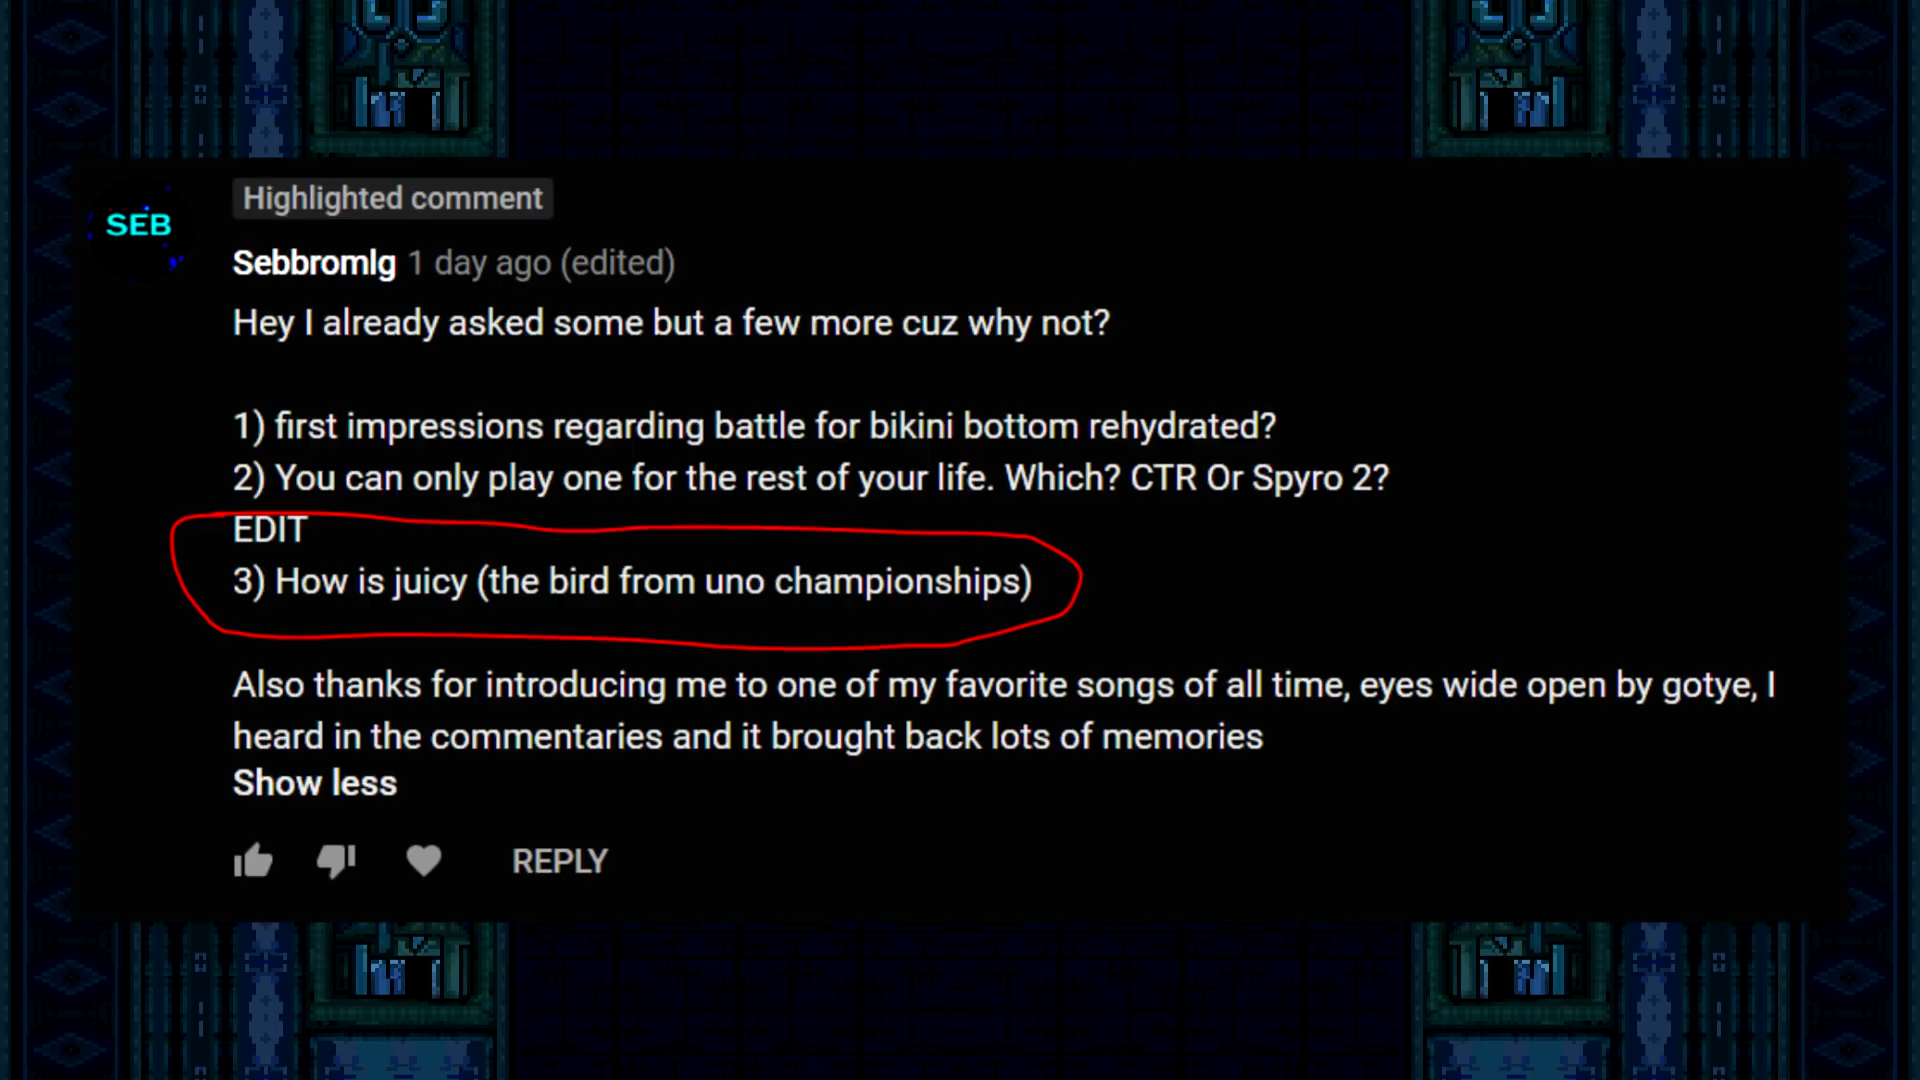 Highlighted comment
SEB
Sebbromlg 1 day ago (edited)
Hey I already asked some but a few more cuz why not?
1) first impressions regarding battle for bikini bottom rehydrated?
2) You can only play one for the rest of your life. Which? CTR Or Spyro 2?
EDIT
3) How is juicy (the bird from uno championships)
Also thanks for introducing me to one of my favorite songs of all time, eyes wide open by gotye, I
heard in the commentaries and it brought back lots of memories
Show less
REPLY